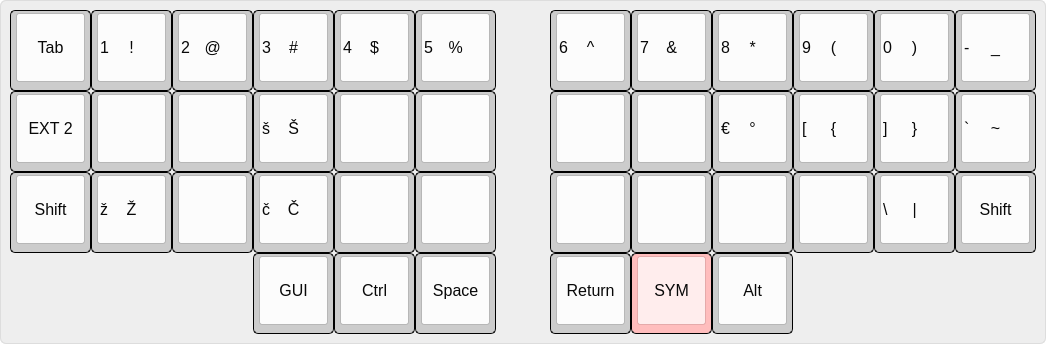 Tab 1 ! 2 @ 3 # 4 $ 5 % 6 ^ 7 & 8 * 9 ( 0 ) - _
EXT 2 š Š € ° [ { ] } ` ~
Shift ž Ž č Č \ | Shift
GUI Ctrl Space Return SYM Alt